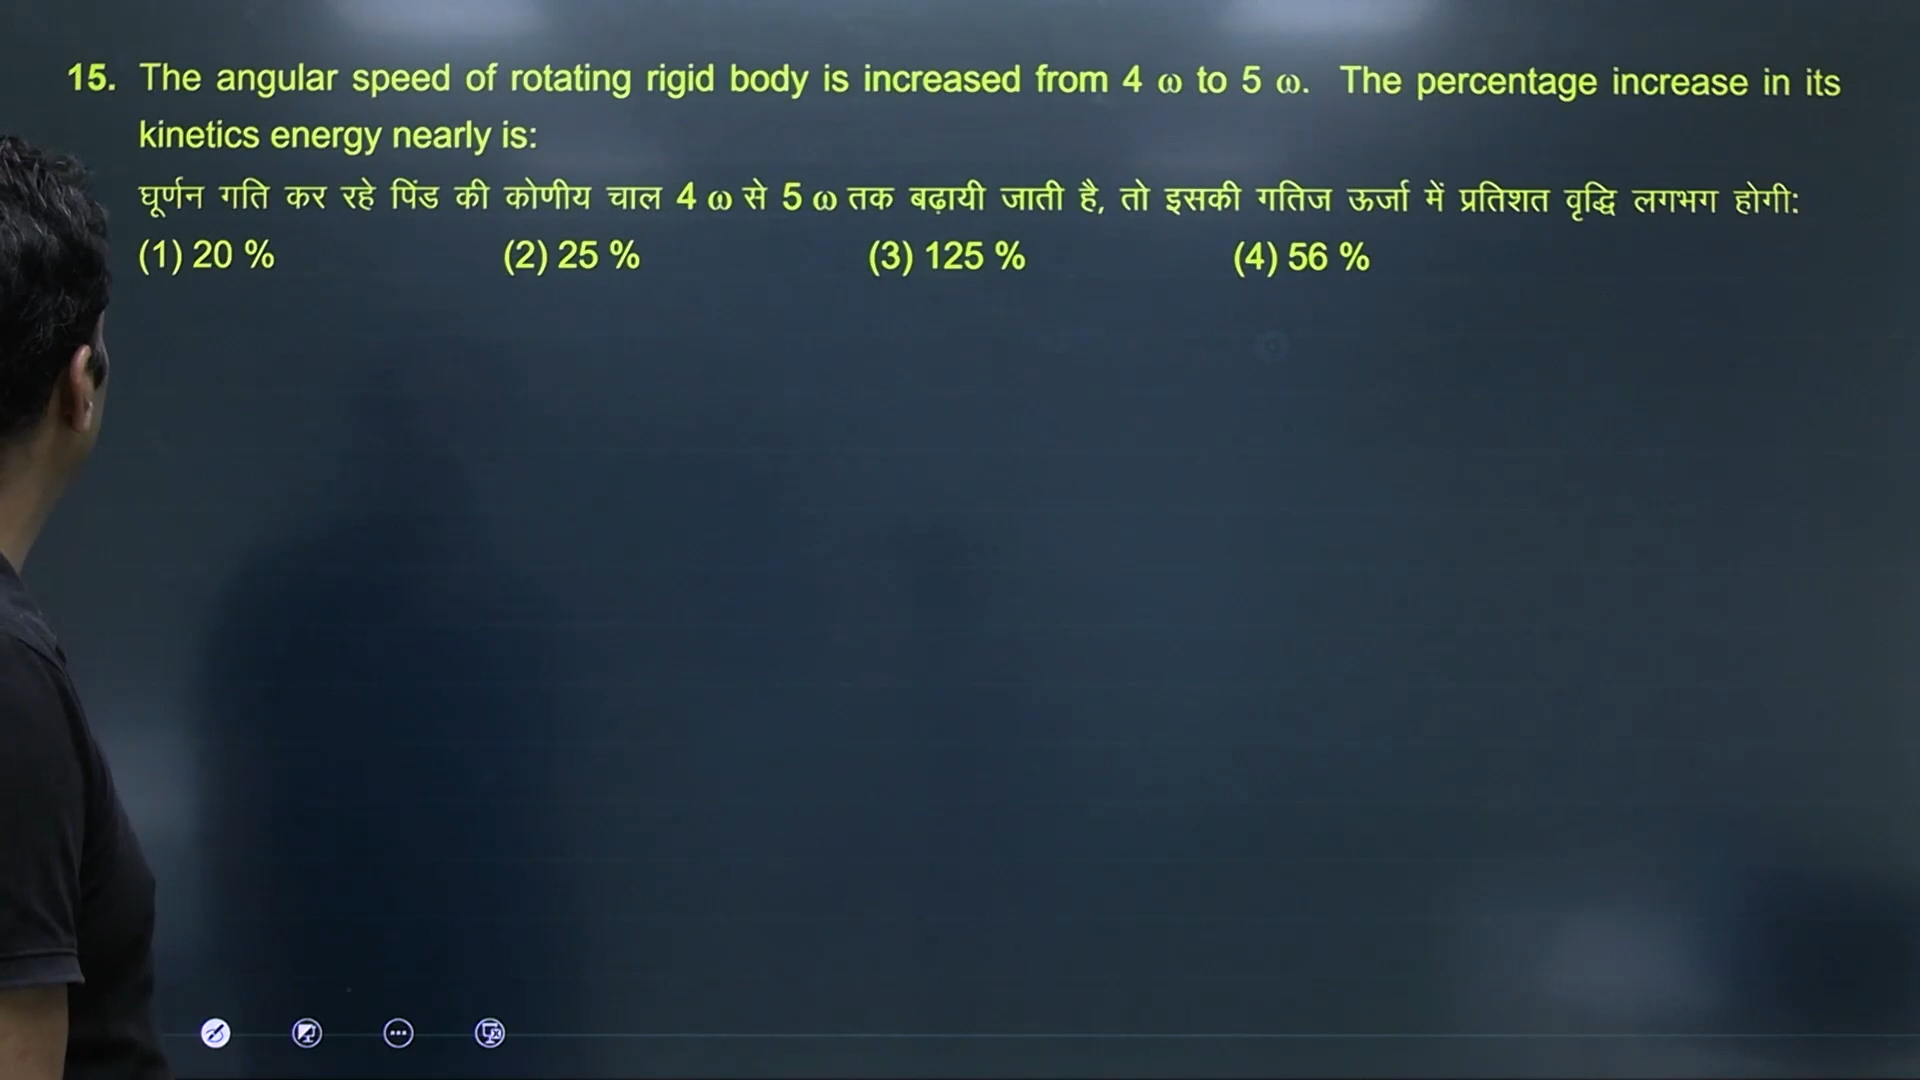 15. The angular speed of rotating rigid body is increased from 4 ω to 5 ω. The percentage increase in its
kinetics energy nearly is:
घूर्णन गति कर रहे पिंड की कोणीय चाल 4 ω से 5 ω तक बढ़ायी जाती है, तो इसकी गतिज ऊर्जा में प्रतिशत वृद्धि लगभग होगी:
(1) 20 % (2) 25 % (3) 125 % (4) 56 %